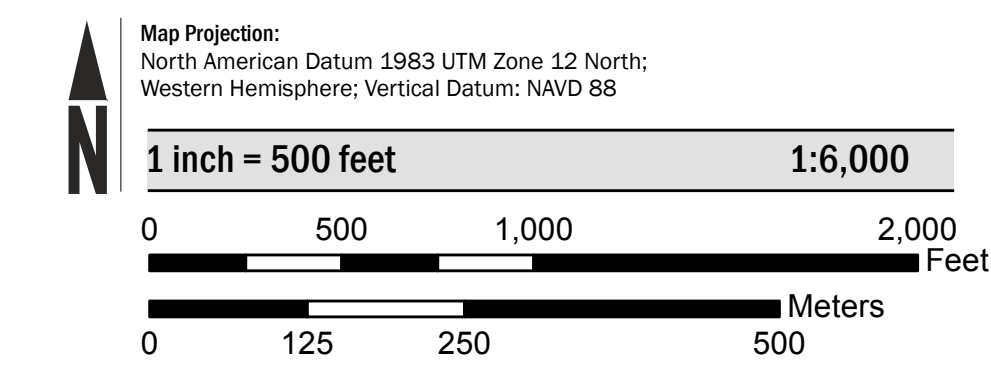 Map Projection:
North American Datum 1983 UTM Zone 12 North;
Western Hemisphere; Vertical Datum: NAVD 88
N
1 inch = 500 feet 1:6,000
0 500 1,000 2,000
Feet
Meters
0 125 250 500